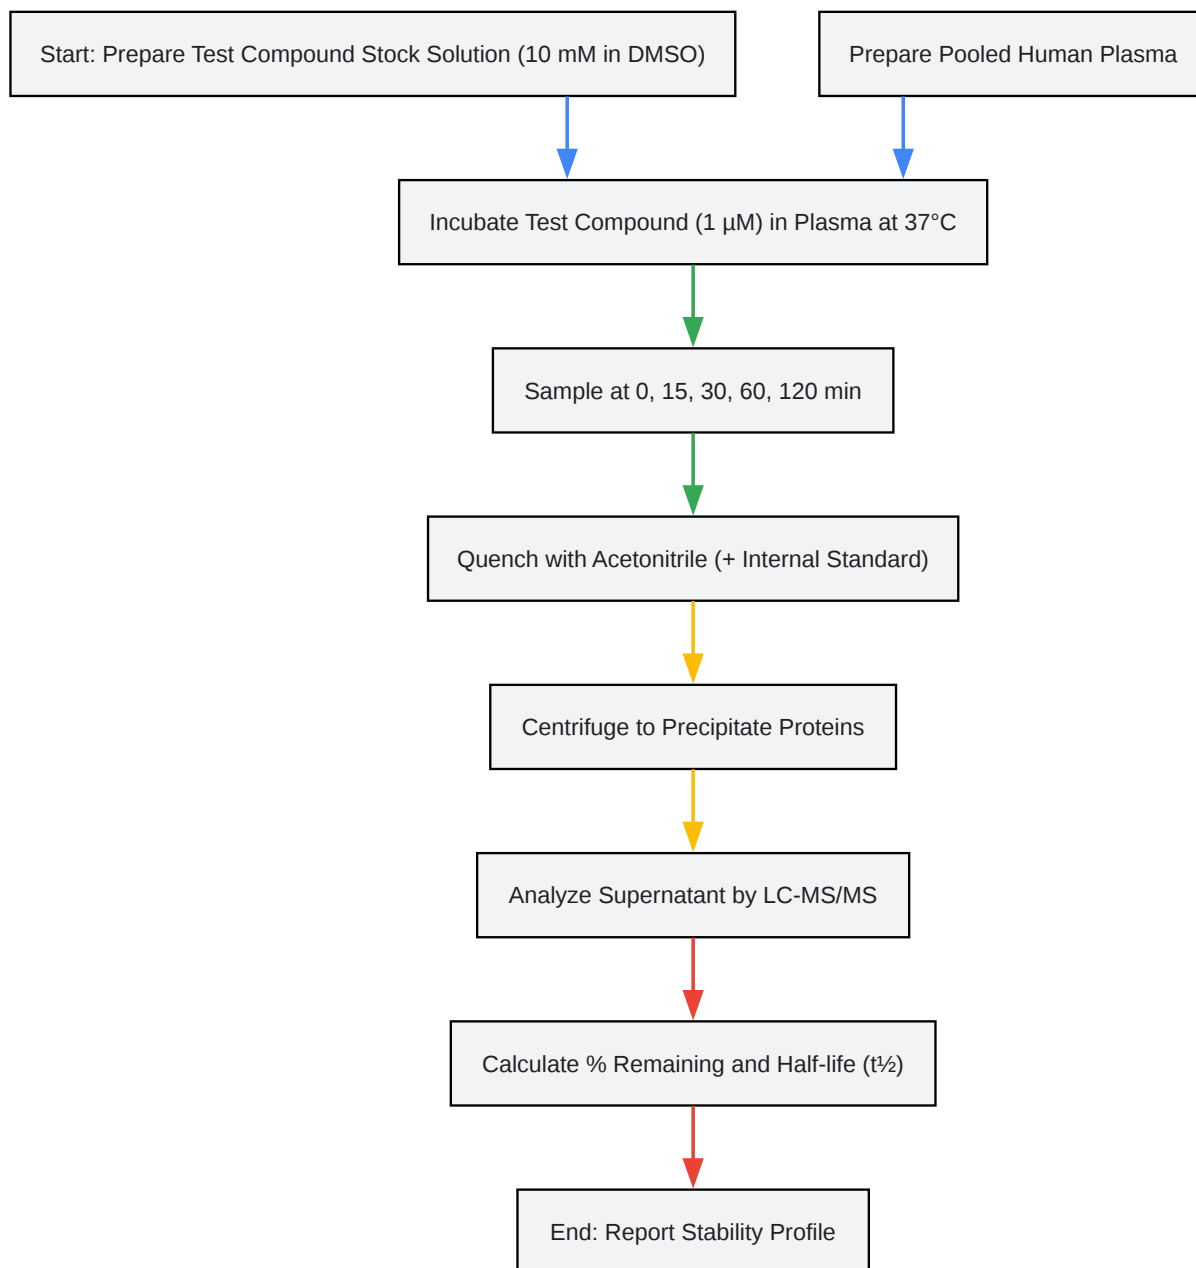 Start: Prepare Test Compound Stock Solution (10 mM in DMSO)
Prepare Pooled Human Plasma
Incubate Test Compound (1 µM) in Plasma at 37°C
Sample at 0, 15, 30, 60, 120 min
Quench with Acetonitrile (+ Internal Standard)
Centrifuge to Precipitate Proteins
Analyze Supernatant by LC-MS/MS
Calculate % Remaining and Half-life (t½)
End: Report Stability Profile